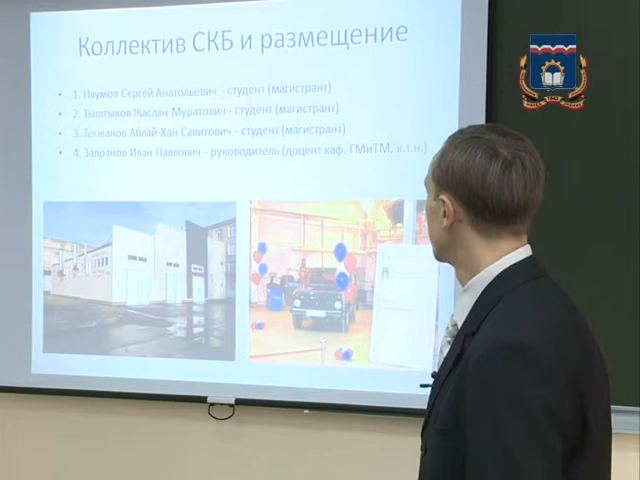 Коллектив СКБ и размещение
• 1. Наумов Сергей Анатольевич - студент (магистрант)
• 2. Тыштыков Жаслан Муратович - студент (магистрант)
• 3. Тегжанов Аблай-Хан Савитович - студент (магистрант)
• 4. Залознов Иван Павлович - руководитель (доцент каф. ГМиТМ, к.т.н.)